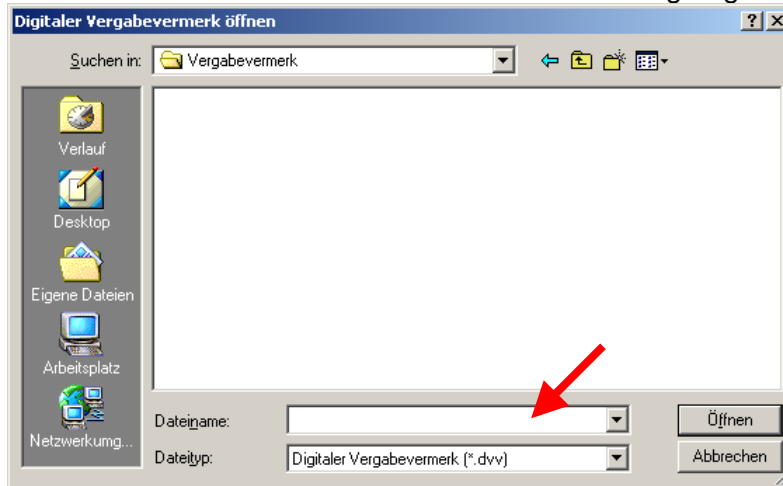 Digitaler Vergabevermerk öffnen
Suchen in: Vergabevermerk
Verlauf
Desktop
Eigene Dateien
Arbeitsplatz
Netzwerkumg...
Dateiname: Öffnen
Dateityp: Digitaler Vergabevermerk (*.dvv) Abbrechen